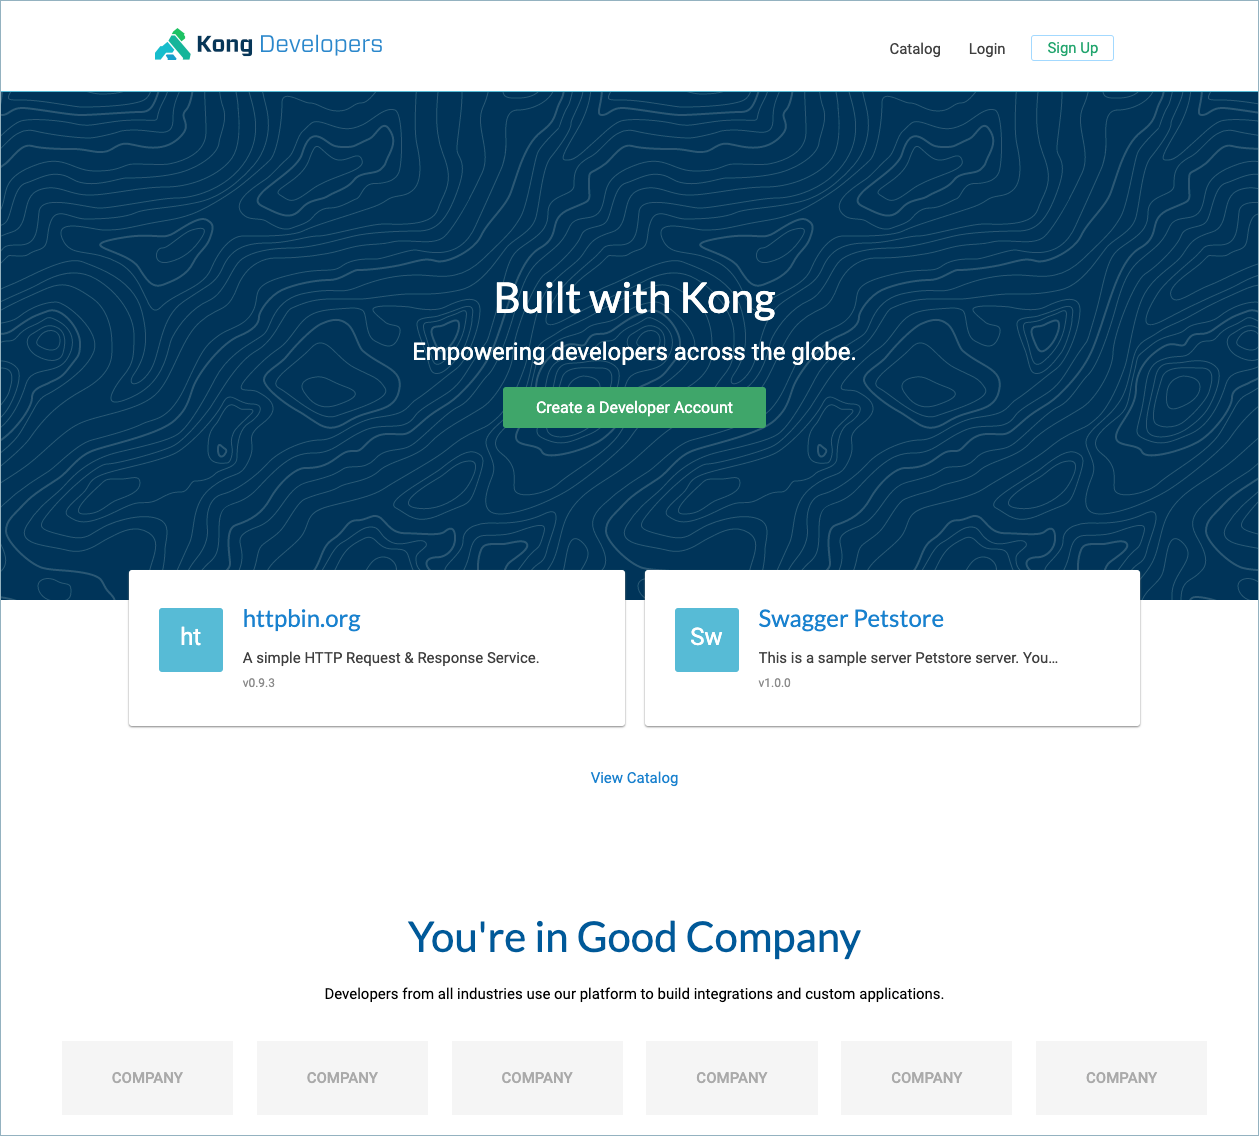 Kong Developers
Catalog
Login
Sign Up
Built with Kong
Empowering developers across the globe.
Create a Developer Account
ht
httpbin.org
A simple HTTP Request & Response Service.
v0.9.3
Sw
Swagger Petstore
This is a sample server Petstore server. You...
v1.0.0
View Catalog
You're in Good Company
Developers from all industries use our platform to build integrations and custom applications.
COMPANY
COMPANY
COMPANY
COMPANY
COMPANY
COMPANY